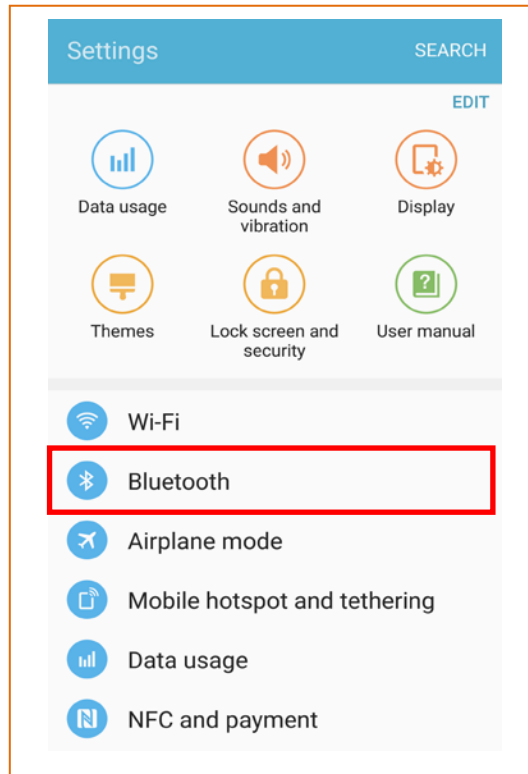 Settings SEARCH
EDIT
Data usage
Sounds and
vibration
Display
Themes
Lock screen and
security
User manual
Wi-Fi
Bluetooth
Airplane mode
Mobile hotspot and tethering
Data usage
NFC and payment